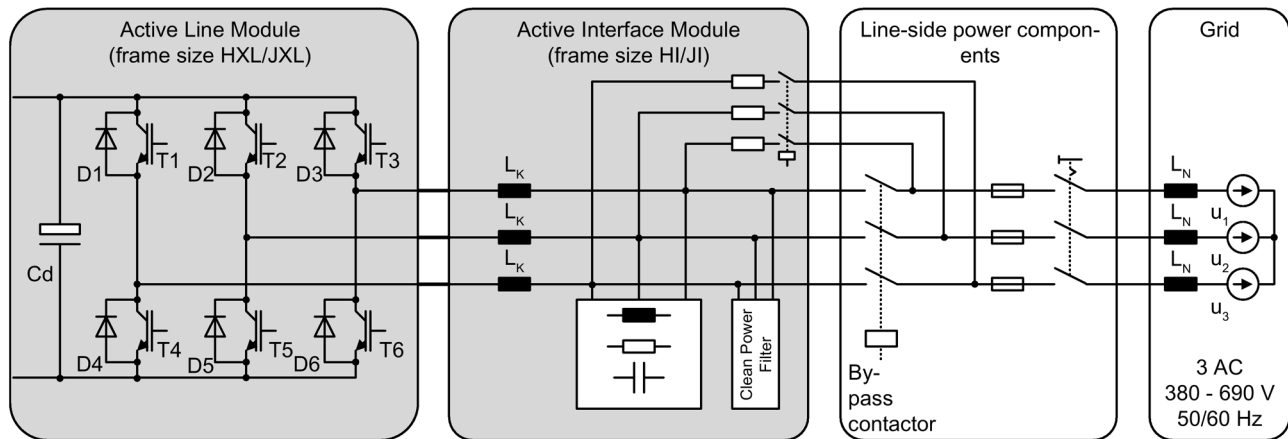 Active Line Module
(frame size HXL/JXL)
Active Interface Module
(frame size HI/JI)
Line-side power compon-
ents
Grid
D1
T1
D2
T2
D3
T3
Cd
D4
T4
D5
T5
D6
T6
L_K
L_K
L_K
Clean Power
Filter
By-
pass
contactor
L_N
u_1
L_N
u_2
L_N
u_3
3 AC
380 - 690 V
50/60 Hz